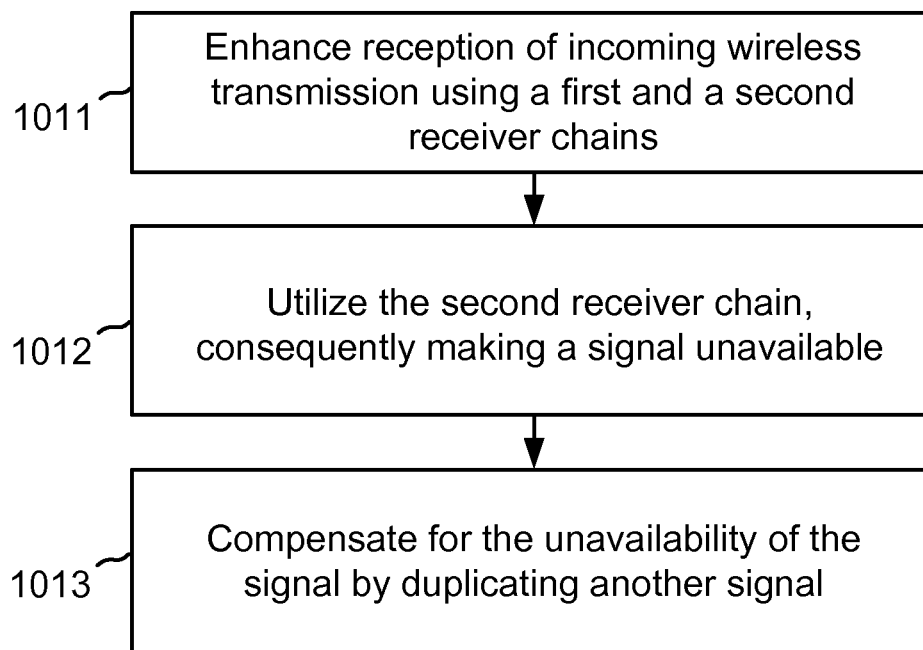 Enhance reception of incoming wireless
transmission using a first and a second
receiver chains
1011
Utilize the second receiver chain,
consequently making a signal unavailable
1012
Compensate for the unavailability of the
signal by duplicating another signal
1013